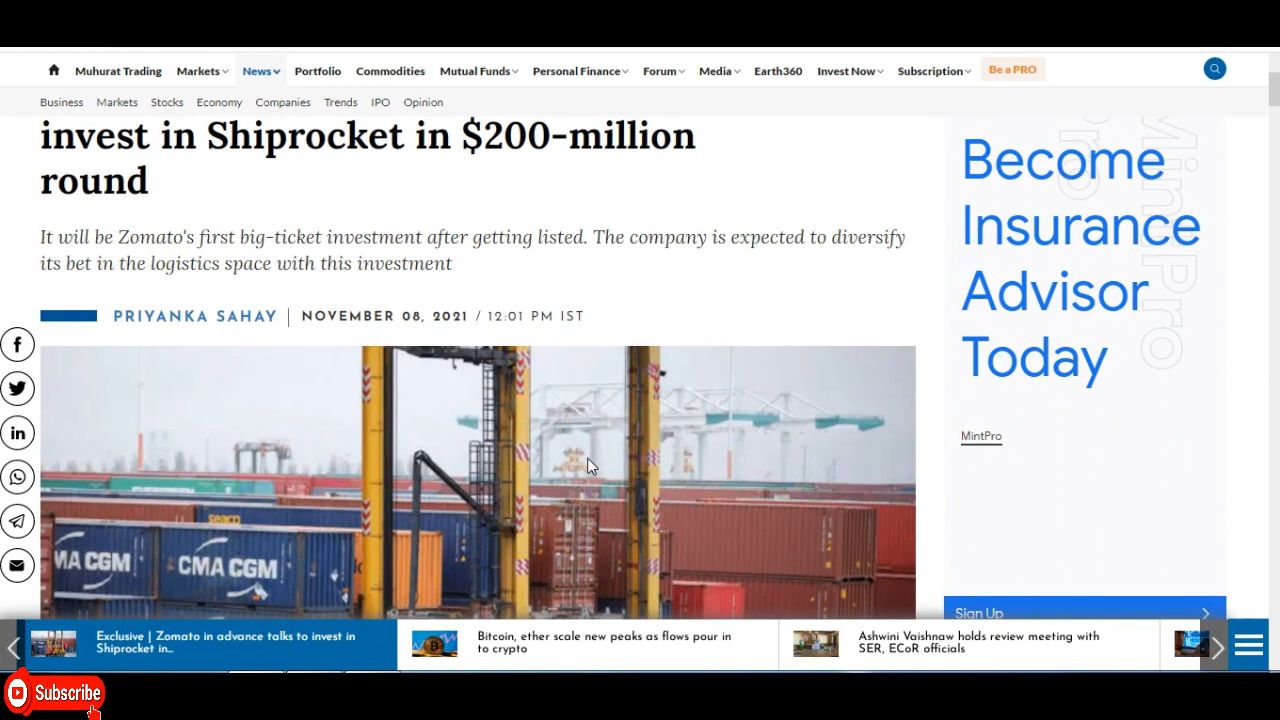 Muhurat Trading Markets News Portfolio Commodities Mutual Funds Personal Finance Forum Media Earth360 Invest Now Subscription Be a PRO
Business Markets Stocks Economy Companies Trends IPO Opinion
invest in Shiprocket in $200-million
round
It will be Zomato's first big-ticket investment after getting listed. The company is expected to diversify
its bet in the logistics space with this investment
PRIYANKA SAHAY NOVEMBER 08, 2021 / 12:01 PM IST
MintPro
Become
Insurance
Advisor
Today
MintPro
Sign Up
EVERGREEN
CMA CGM
CMA CGM
Exclusive | Zomato in advance talks to invest in
Shiprocket in...
Bitcoin, ether scale new peaks as flows pour in
to crypto
Ashwini Vaishnaw holds review meeting with
SER, ECoR officials
Subscribe